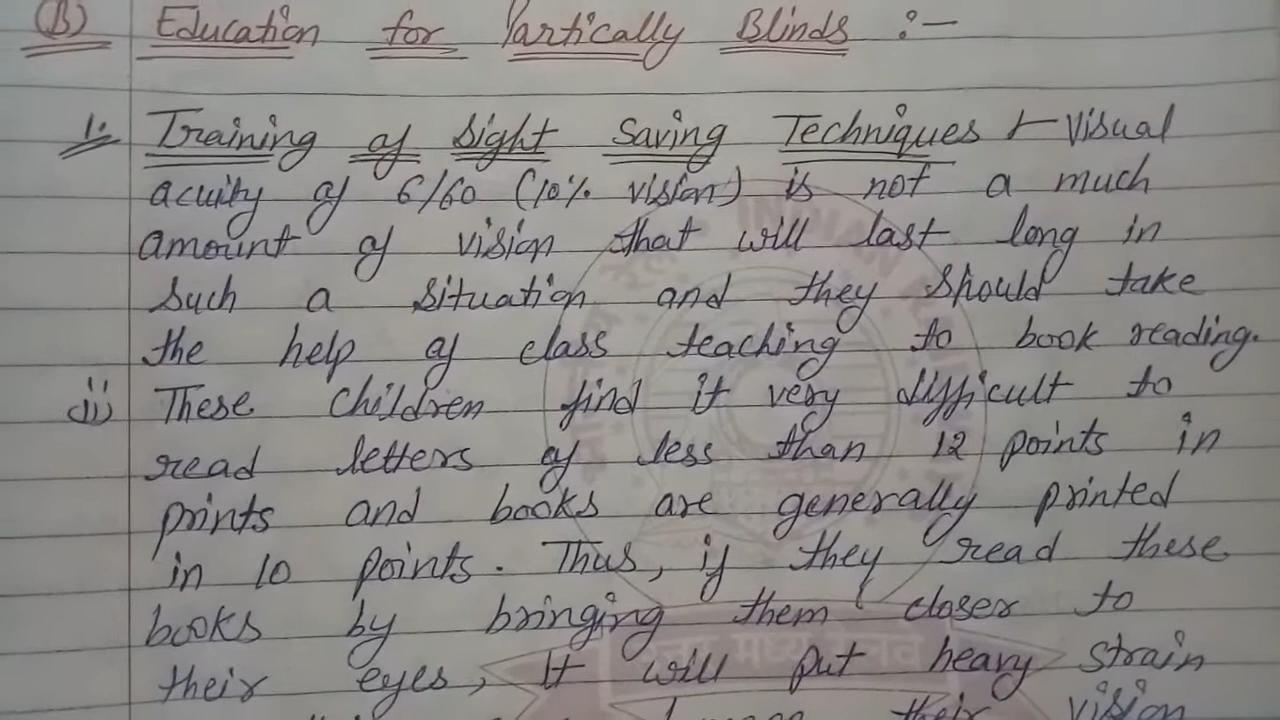 (B) Education for Partically Blinds :-
1. Training of Sight Saving Techniques :- Visual
acuity of 6/60 (10% vision) is not a much
amount of vision that will last long in
such a situation and they should take
the help of class teaching to book reading.
(ii) These children find it very difficult to
read letters of less than 12 points in
prints and books are generally printed
in 10 points. Thus, if they read these
books by bringing them closer to
their eyes, It will put heavy strain
their vision